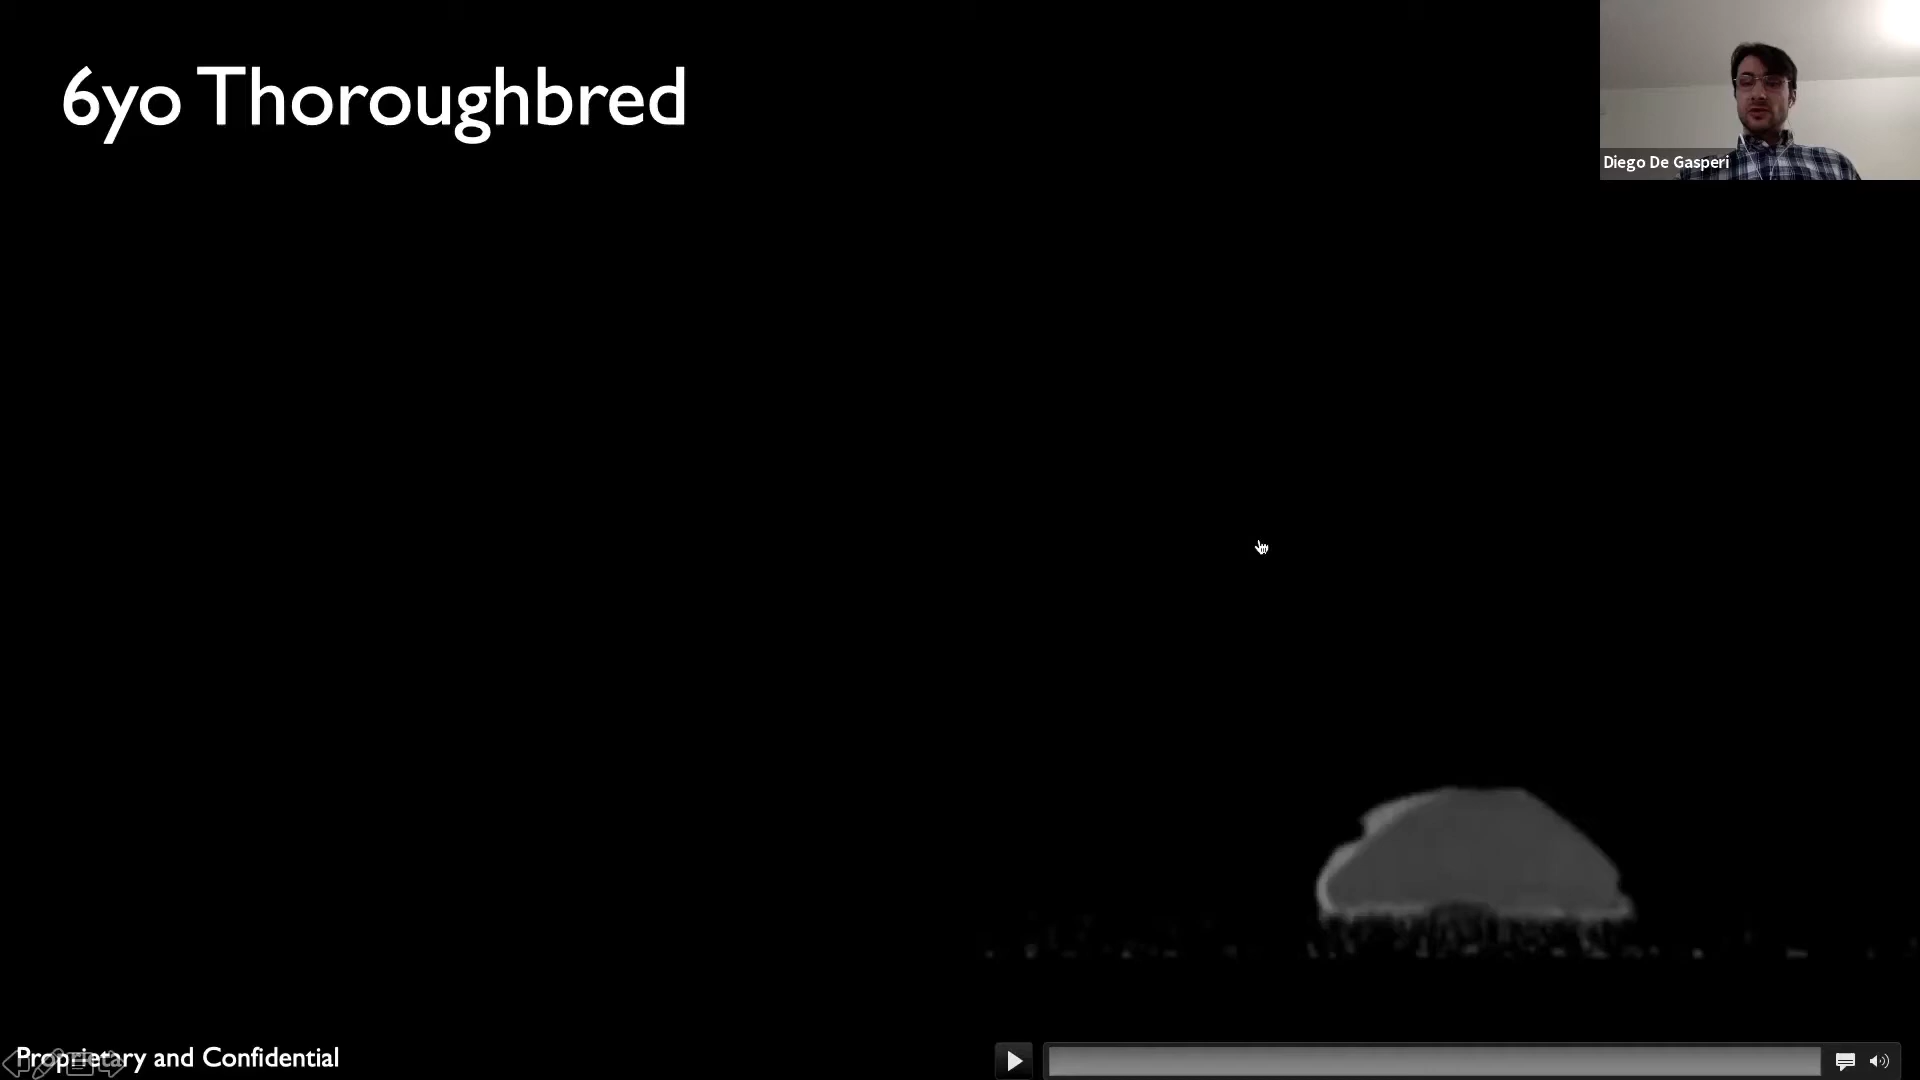 6yo Thoroughbred
Diego De Gasperi
Proprietary and Confidential